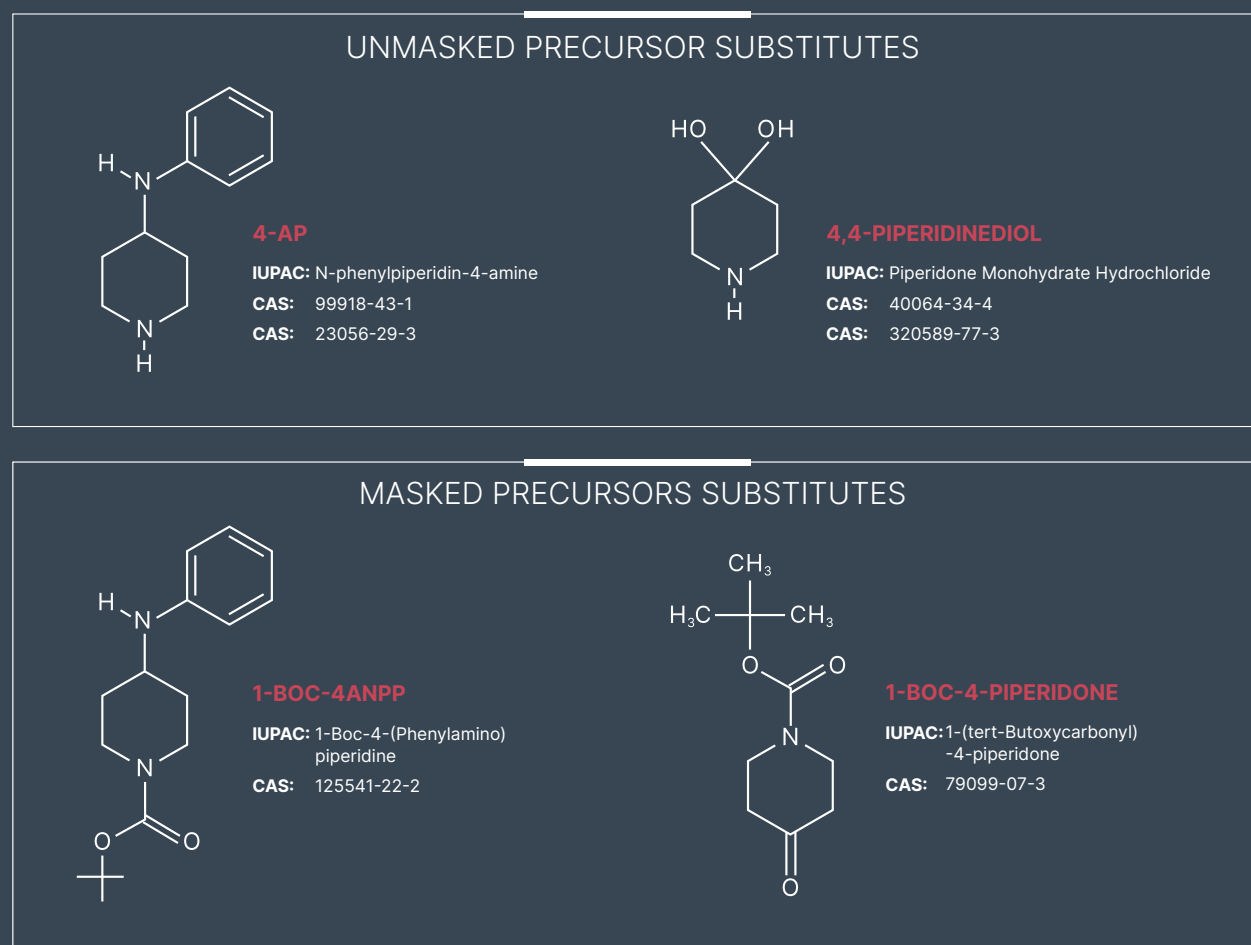 UNMASKED PRECURSOR SUBSTITUTES
H
N
N
H
4-AP
IUPAC: N-phenylpiperidin-4-amine
CAS: 99918-43-1
CAS: 23056-29-3
HO OH
N
H
4,4-PIPERIDINEDIOL
IUPAC: Piperidone Monohydrate Hydrochloride
CAS: 40064-34-4
CAS: 320589-77-3
MASKED PRECURSORS SUBSTITUTES
H
N
N
O O
1-BOC-4ANPP
IUPAC: 1-Boc-4-(Phenylamino)
piperidine
CAS: 125541-22-2
CH₃
H₃C CH₃
O O
N
O
1-BOC-4-PIPERIDONE
IUPAC: 1-(tert-Butoxycarbonyl)
-4-piperidone
CAS: 79099-07-3